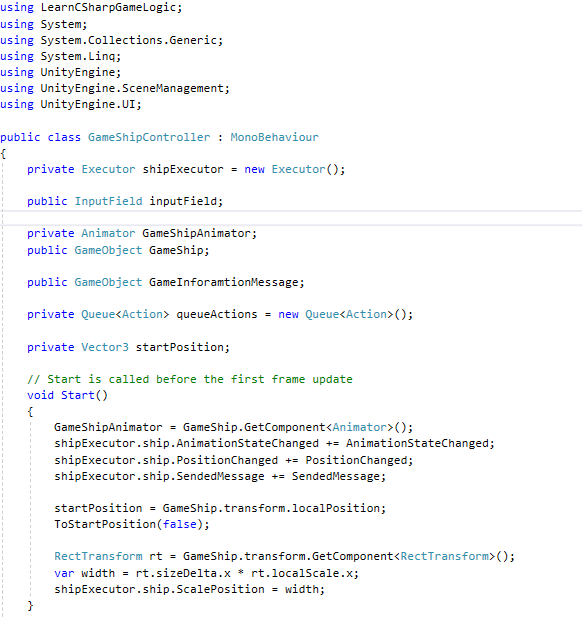 using LearnCSharpGameLogic;
using System;
using System.Collections.Generic;
using System.Linq;
using UnityEngine;
using UnityEngine.SceneManagement;
using UnityEngine.UI;

public class GameShipController : MonoBehaviour
{
    private Executor shipExecutor = new Executor();

    public InputField inputField;

    private Animator GameShipAnimator;
    public GameObject GameShip;

    public GameObject GameInforamtionMessage;

    private Queue<Action> queueActions = new Queue<Action>();

    private Vector3 startPosition;

    // Start is called before the first frame update
    void Start()
    {
        GameShipAnimator = GameShip.GetComponent<Animator>();
        shipExecutor.ship.AnimationStateChanged += AnimationStateChanged;
        shipExecutor.ship.PositionChanged += PositionChanged;
        shipExecutor.ship.SendedMessage += SendedMessage;

        startPosition = GameShip.transform.localPosition;
        ToStartPosition(false);

        RectTransform rt = GameShip.transform.GetComponent<RectTransform>();
        var width = rt.sizeDelta.x * rt.localScale.x;
        shipExecutor.ship.ScalePosition = width;
    }